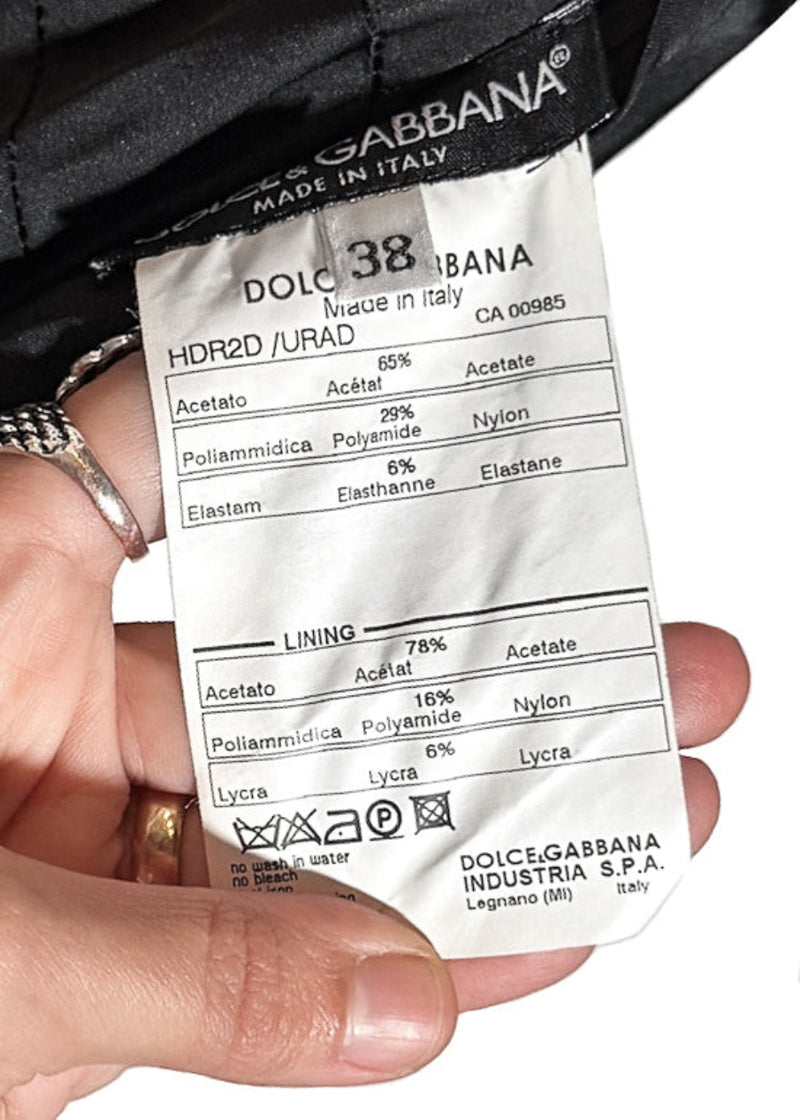 DOLCE & GABBANA®
MADE IN ITALY
38
DOLC BBANA
Made in Italy
HDR2D /URAD CA 00985
65%
Acetato Acétat Acetate
29%
Poliammidica Polyamide Nylon
6%
Elastam Elasthanne Elastane
LINING
78%
Acetato Acétat Acetate
16%
Poliammidica Polyamide Nylon
6%
Lycra Lycra Lycra
P
no wash in water
no bleach
iron
DOLCE&GABBANA
INDUSTRIA S.P.A.
Legnano (MI) Italy